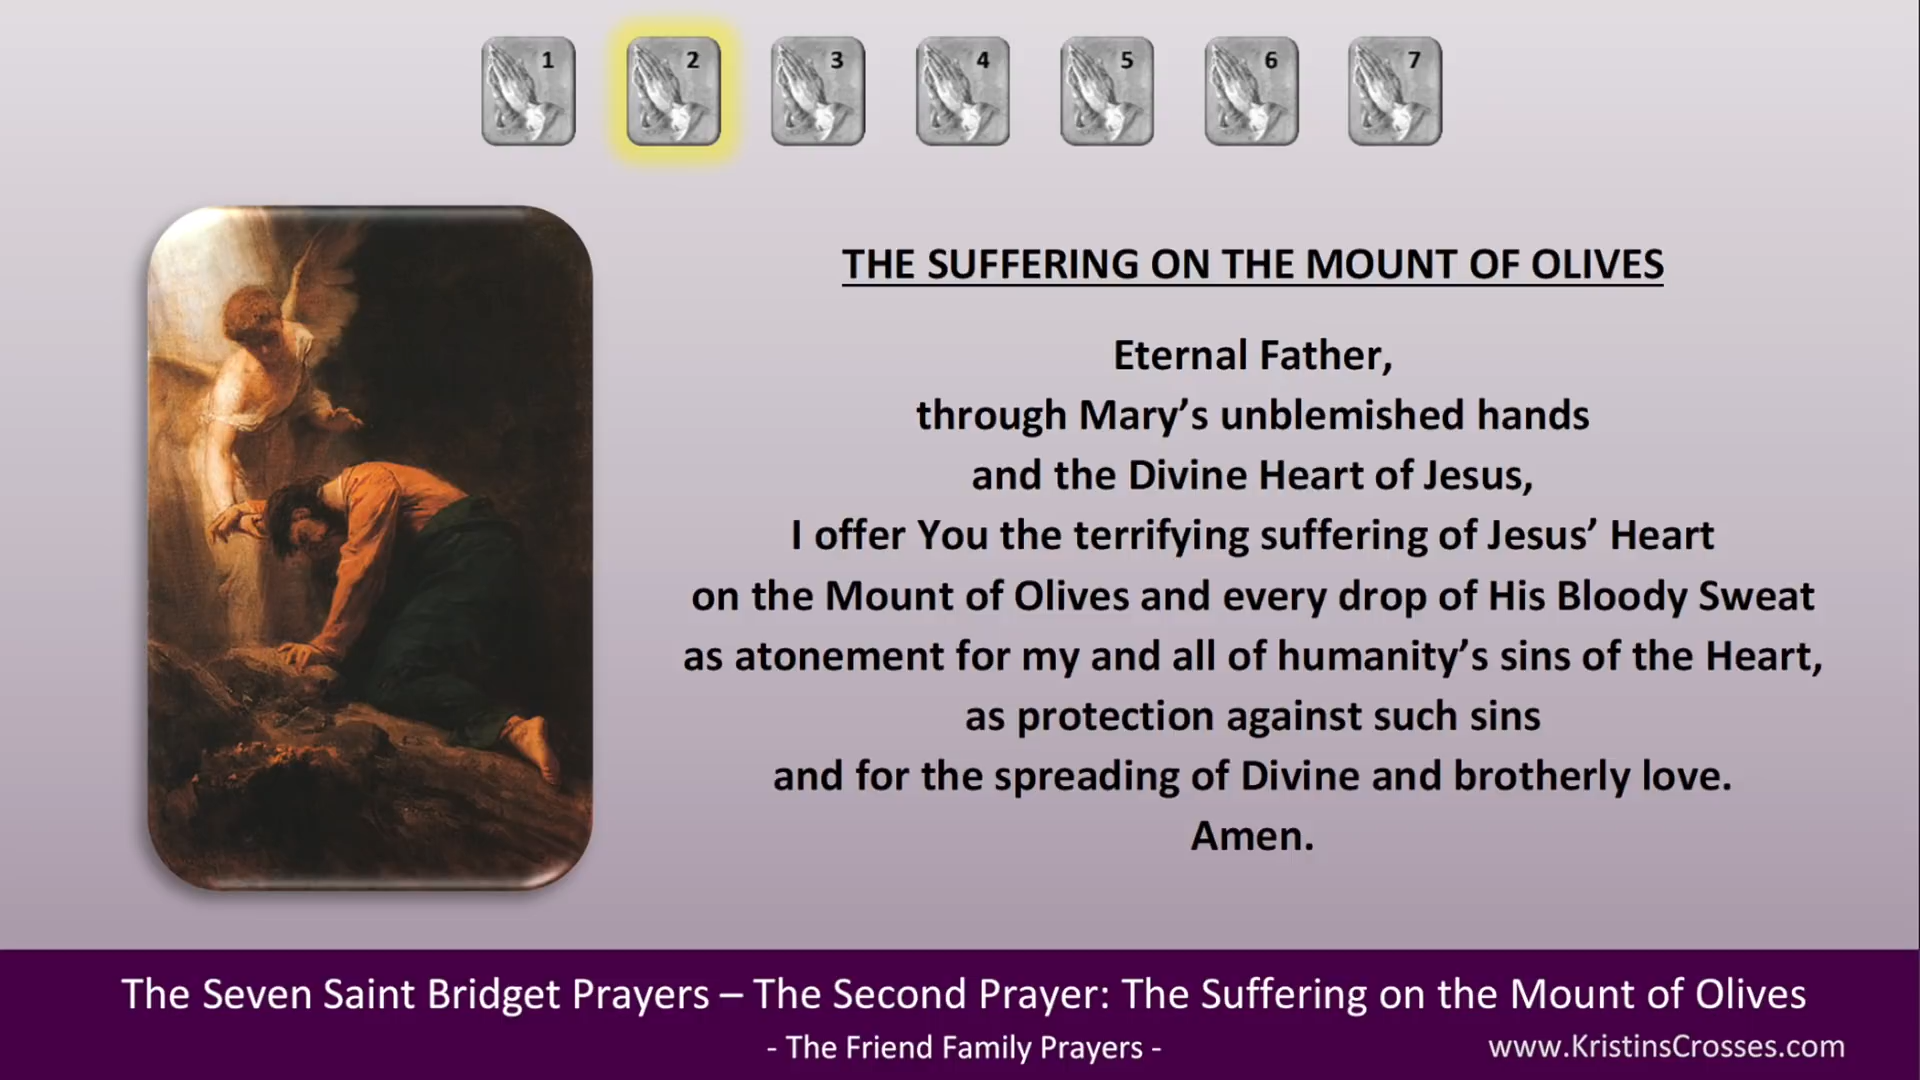 1 2 3 4 5 6 7
THE SUFFERING ON THE MOUNT OF OLIVES
Eternal Father,
through Mary’s unblemished hands
and the Divine Heart of Jesus,
I offer You the terrifying suffering of Jesus’ Heart
on the Mount of Olives and every drop of His Bloody Sweat
as atonement for my and all of humanity’s sins of the Heart,
as protection against such sins
and for the spreading of Divine and brotherly love.
Amen.
The Seven Saint Bridget Prayers – The Second Prayer: The Suffering on the Mount of Olives
- The Friend Family Prayers -
www.KristinsCrosses.com